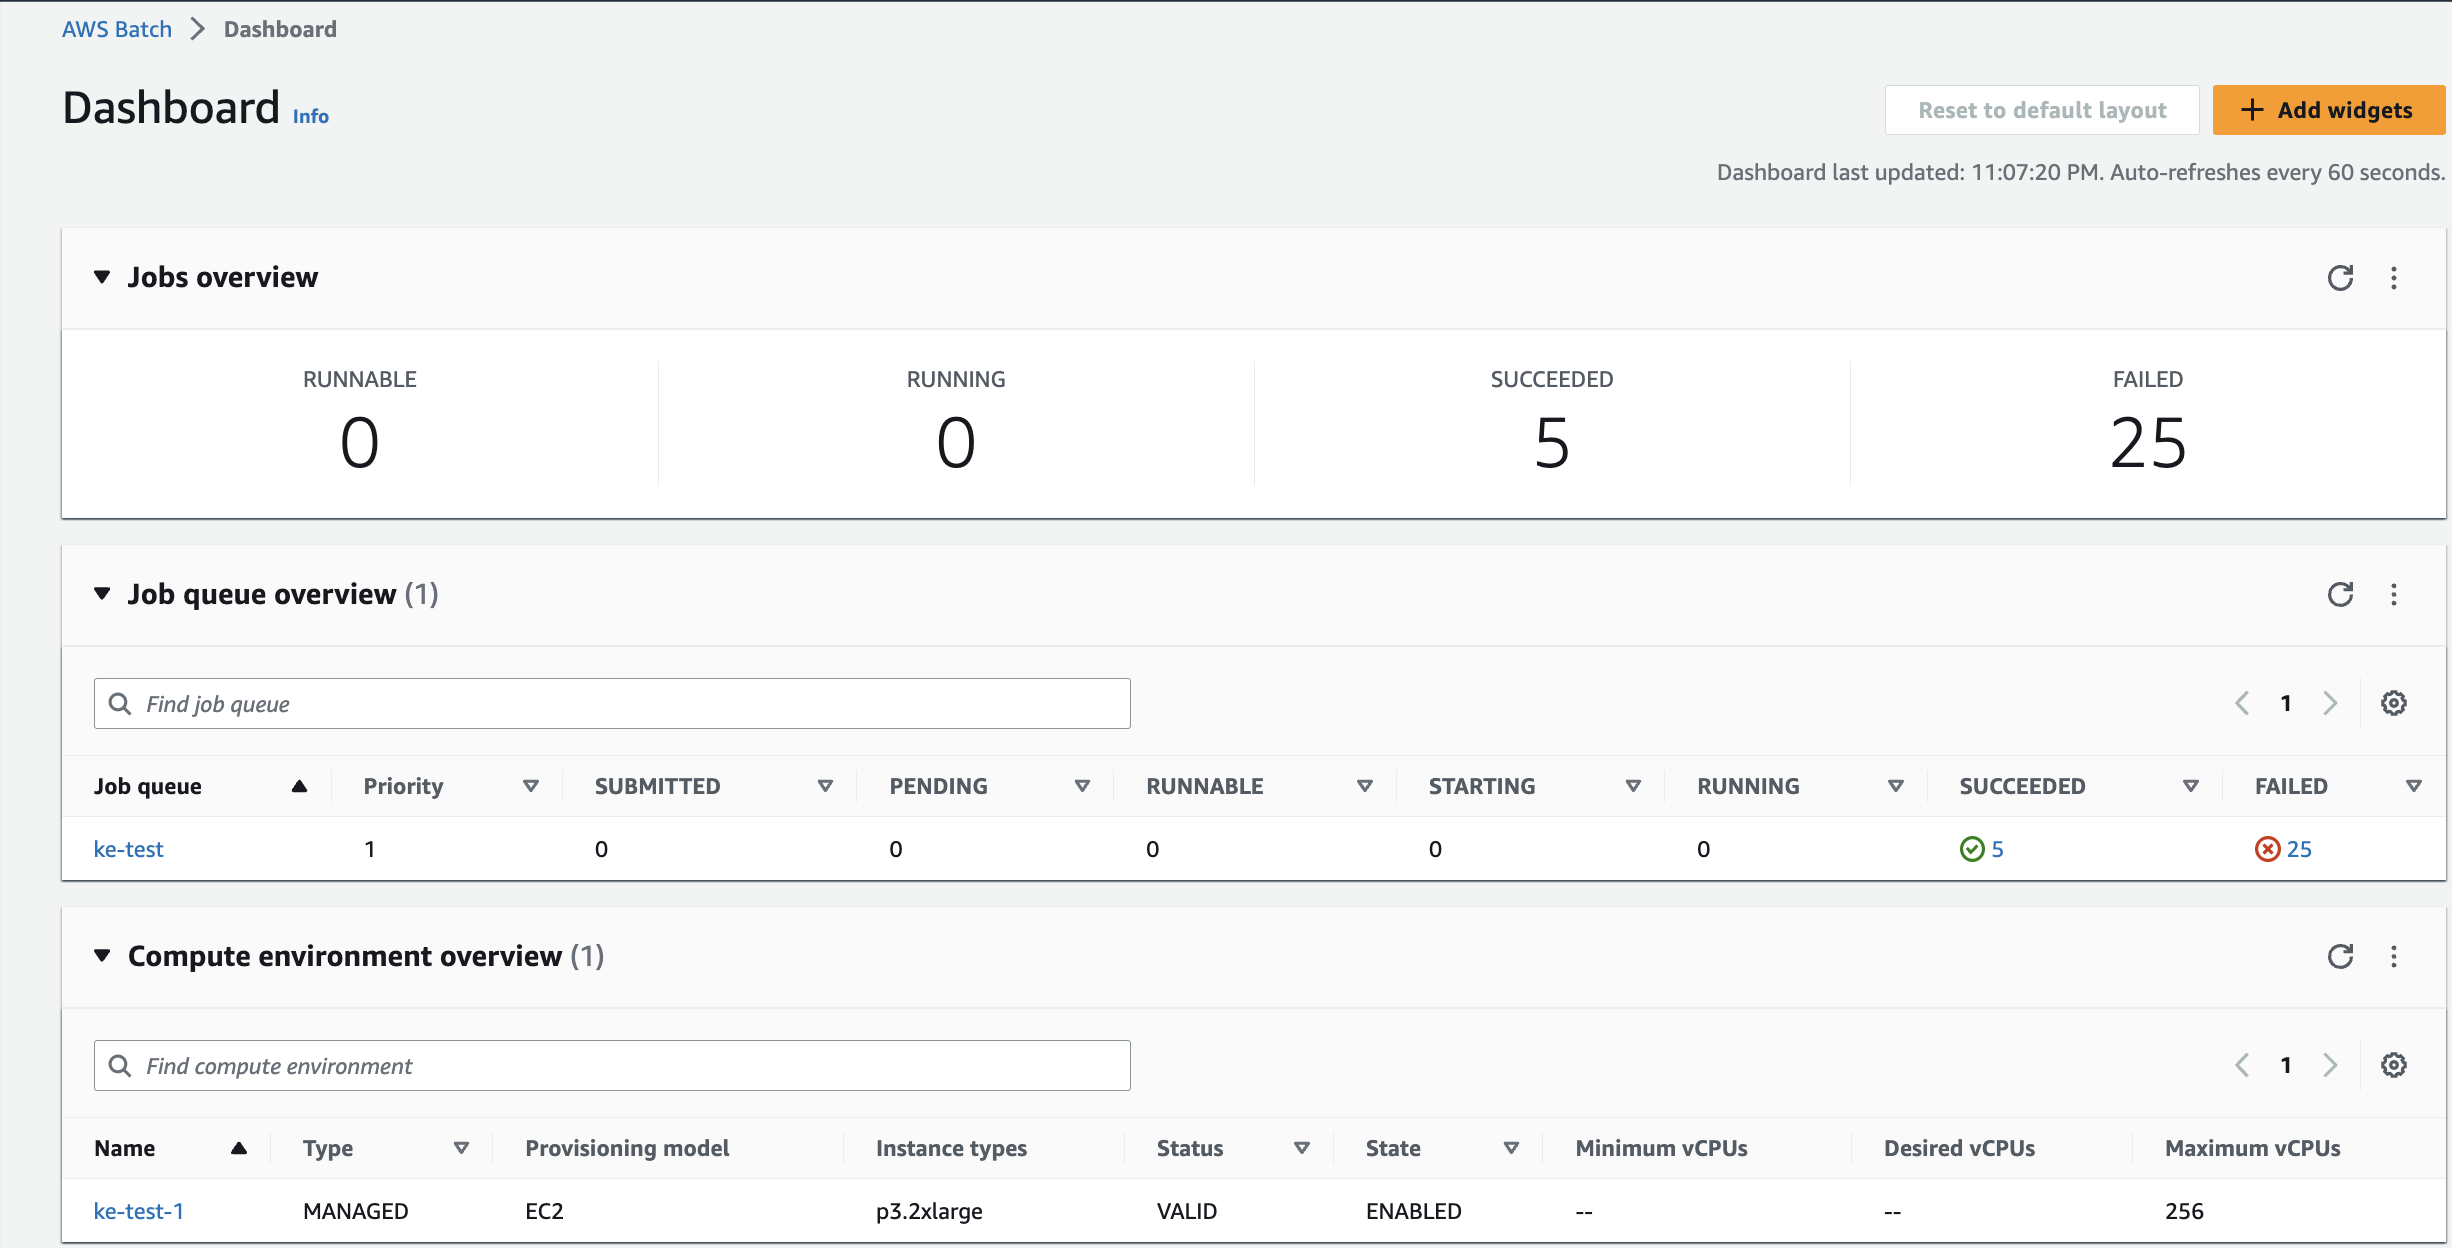 AWS Batch > Dashboard
Dashboard Info
Reset to default layout + Add widgets
Dashboard last updated: 11:07:20 PM. Auto-refreshes every 60 seconds.
Jobs overview
RUNNABLE RUNNING SUCCEEDED FAILED
0 0 5 25
Job queue overview (1)
Find job queue 1
Job queue Priority SUBMITTED PENDING RUNNABLE STARTING RUNNING SUCCEEDED FAILED
ke-test 1 0 0 0 0 0 5 25
Compute environment overview (1)
Find compute environment 1
Name Type Provisioning model Instance types Status State Minimum vCPUs Desired vCPUs Maximum vCPUs
ke-test-1 MANAGED EC2 p3.2xlarge VALID ENABLED -- -- 256